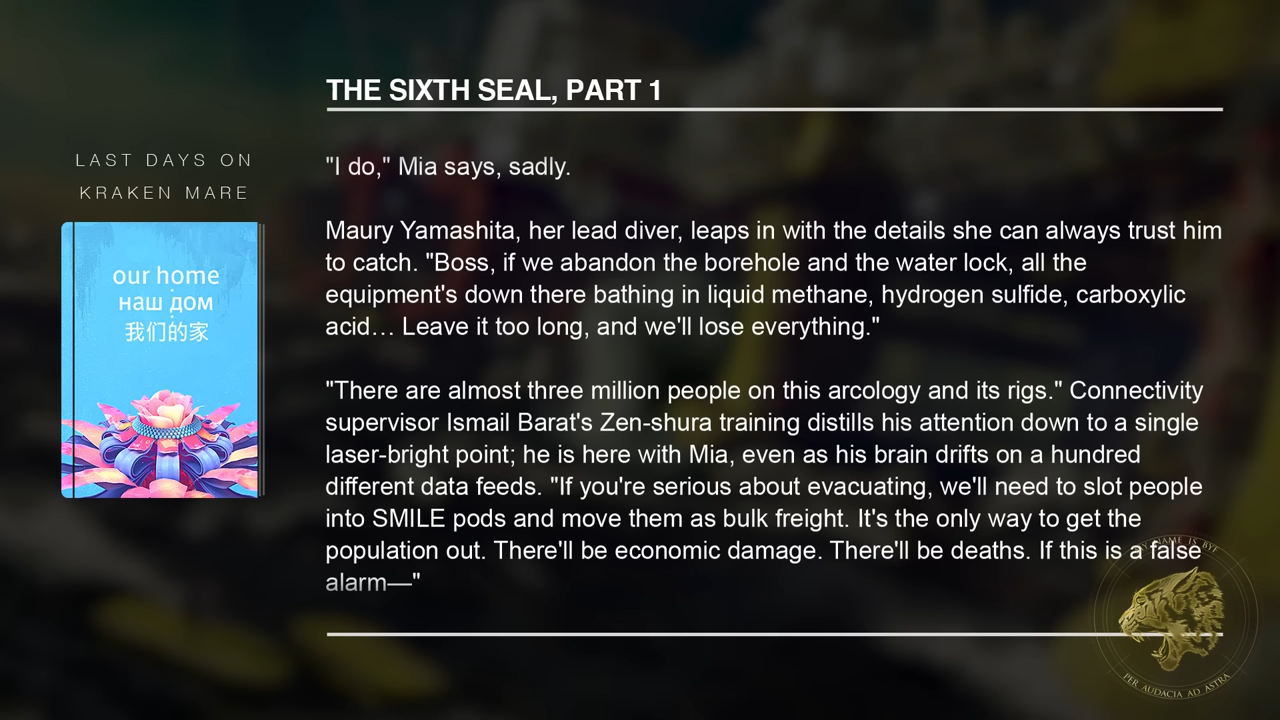 THE SIXTH SEAL, PART 1
LAST DAYS ON
KRAKEN MARE
our home
наш дом
我们的家
"I do," Mia says, sadly.
Maury Yamashita, her lead diver, leaps in with the details she can always trust him
to catch. "Boss, if we abandon the borehole and the water lock, all the
equipment's down there bathing in liquid methane, hydrogen sulfide, carboxylic
acid… Leave it too long, and we'll lose everything."
"There are almost three million people on this arcology and its rigs." Connectivity
supervisor Ismail Barat's Zen-shura training distills his attention down to a single
laser-bright point; he is here with Mia, even as his brain drifts on a hundred
different data feeds. "If you're serious about evacuating, we'll need to slot people
into SMILE pods and move them as bulk freight. It's the only way to get the
population out. There'll be economic damage. There'll be deaths. If this is a false
alarm—"
NAME IS BYF
PER AUDACIA AD ASTRA